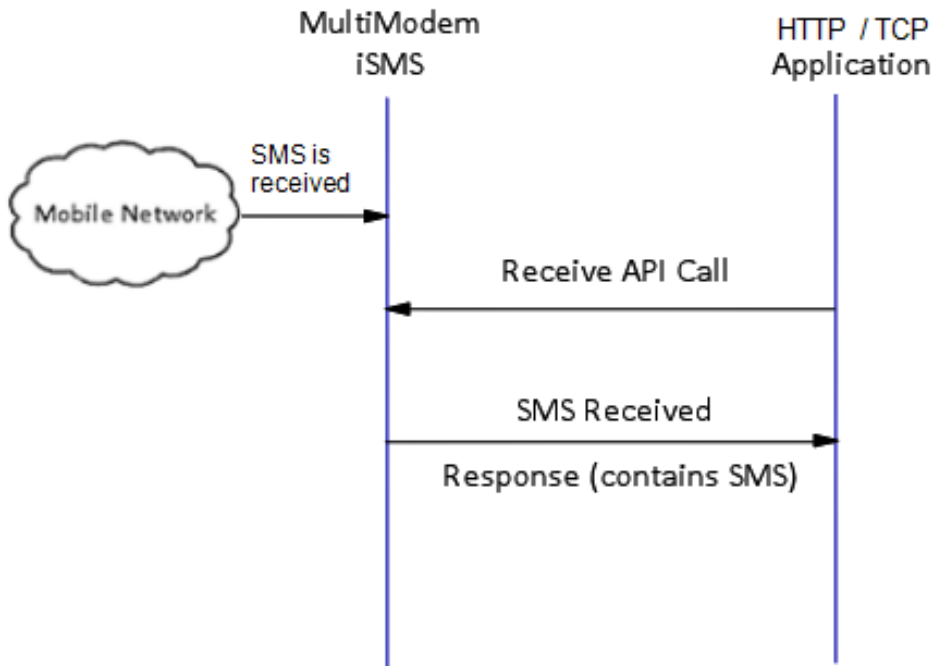 MultiModem
iSMS
HTTP / TCP
Application
SMS is
received
Mobile Network
Receive API Call
SMS Received
Response (contains SMS)